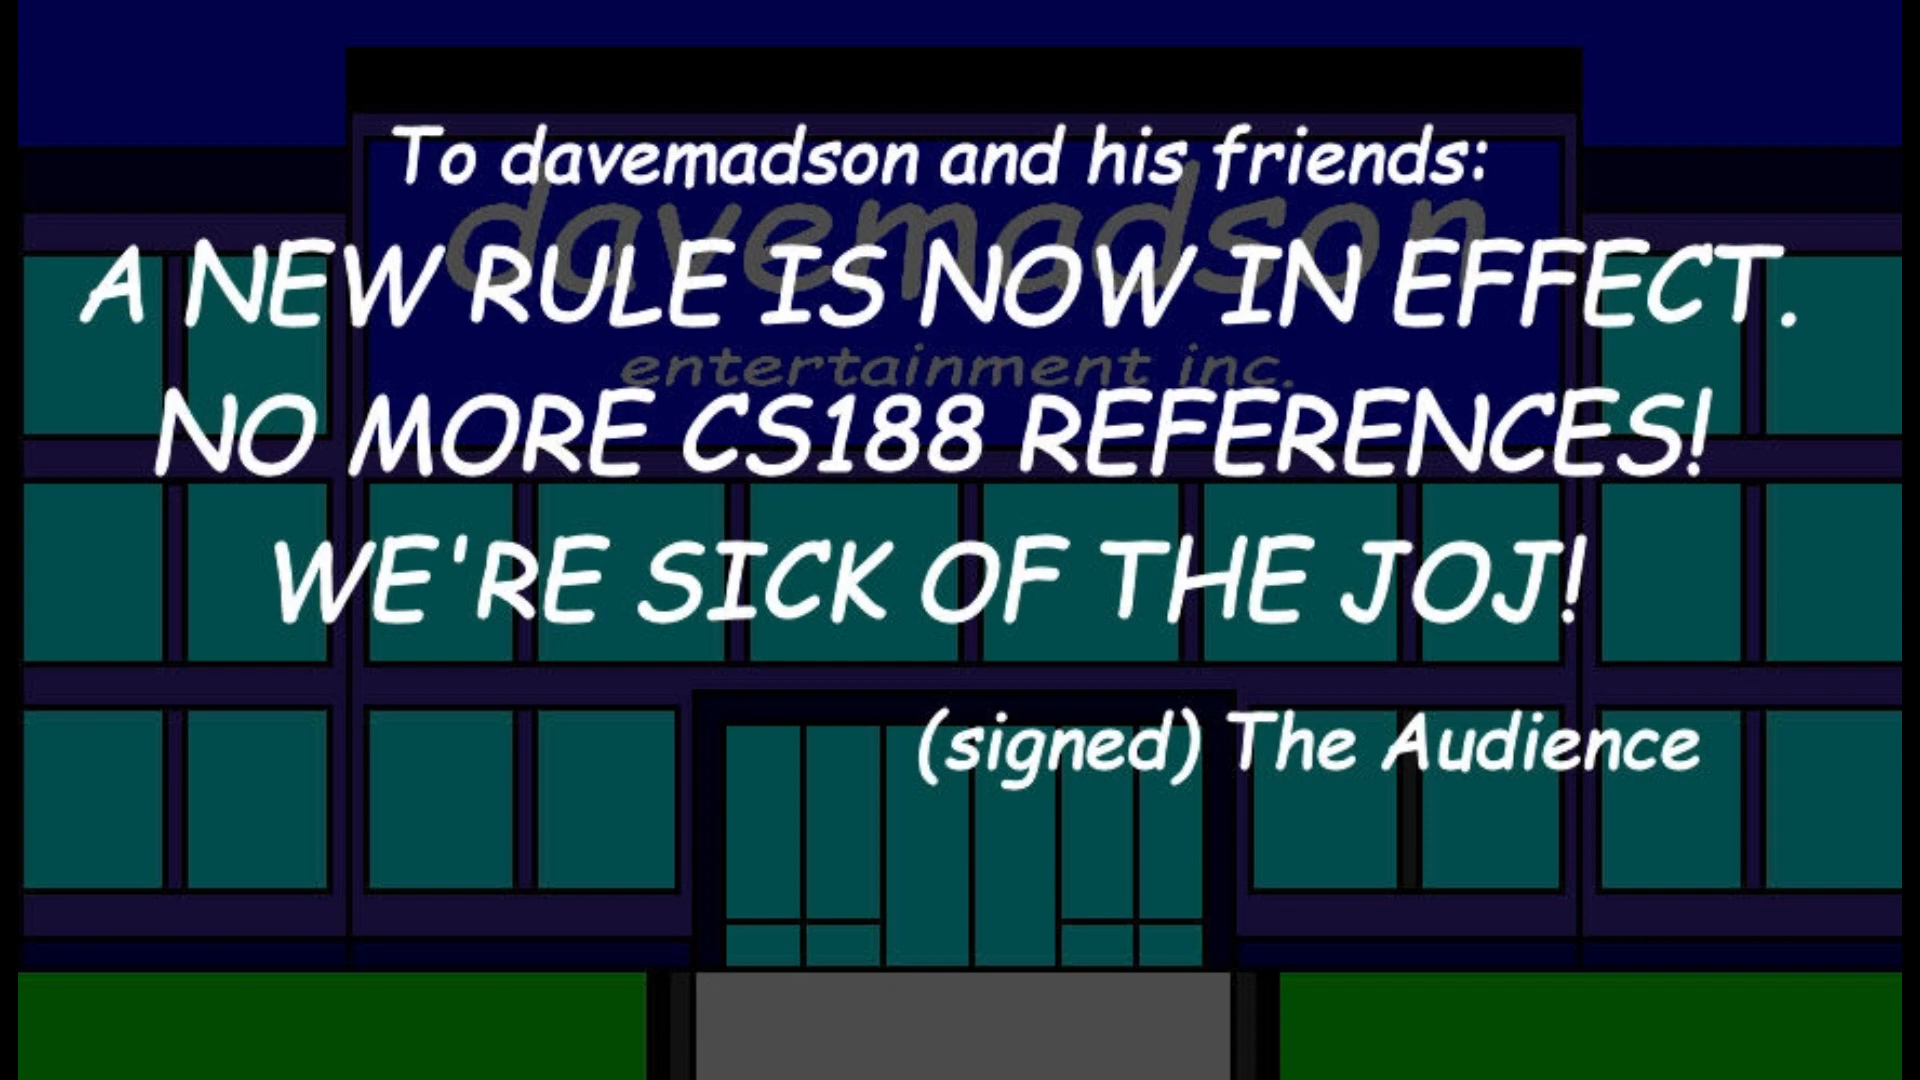 To davemadson and his friends:
davemadson
A NEW RULE IS NOW IN EFFECT.
entertainment inc.
NO MORE CS188 REFERENCES!
WE'RE SICK OF THE JOJ!
(signed) The Audience